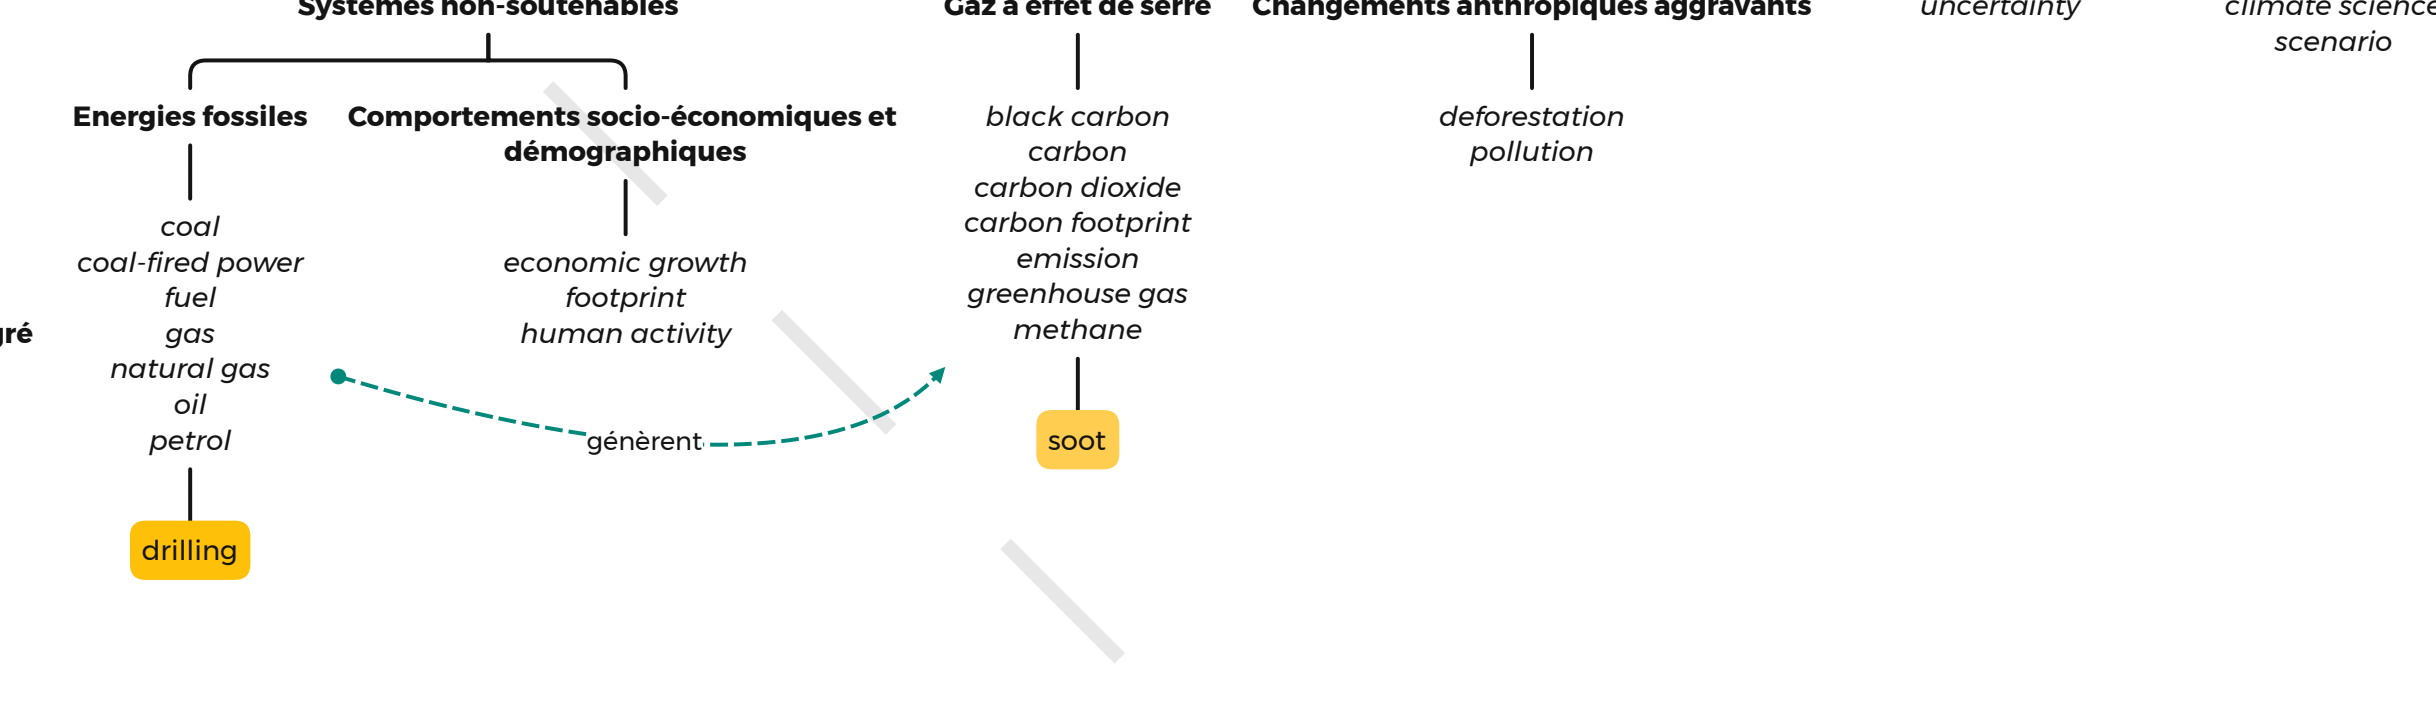 Systèmes non-soutenables
Gaz à effet de serre
Changements anthropiques aggravants
uncertainty
climate science
scenario
Energies fossiles
Comportements socio-économiques et
démographiques
black carbon
carbon
carbon dioxide
carbon footprint
emission
greenhouse gas
methane
deforestation
pollution
coal
coal-fired power
fuel
gas
natural gas
oil
petrol
economic growth
footprint
human activity
gré
génèrent
soot
drilling